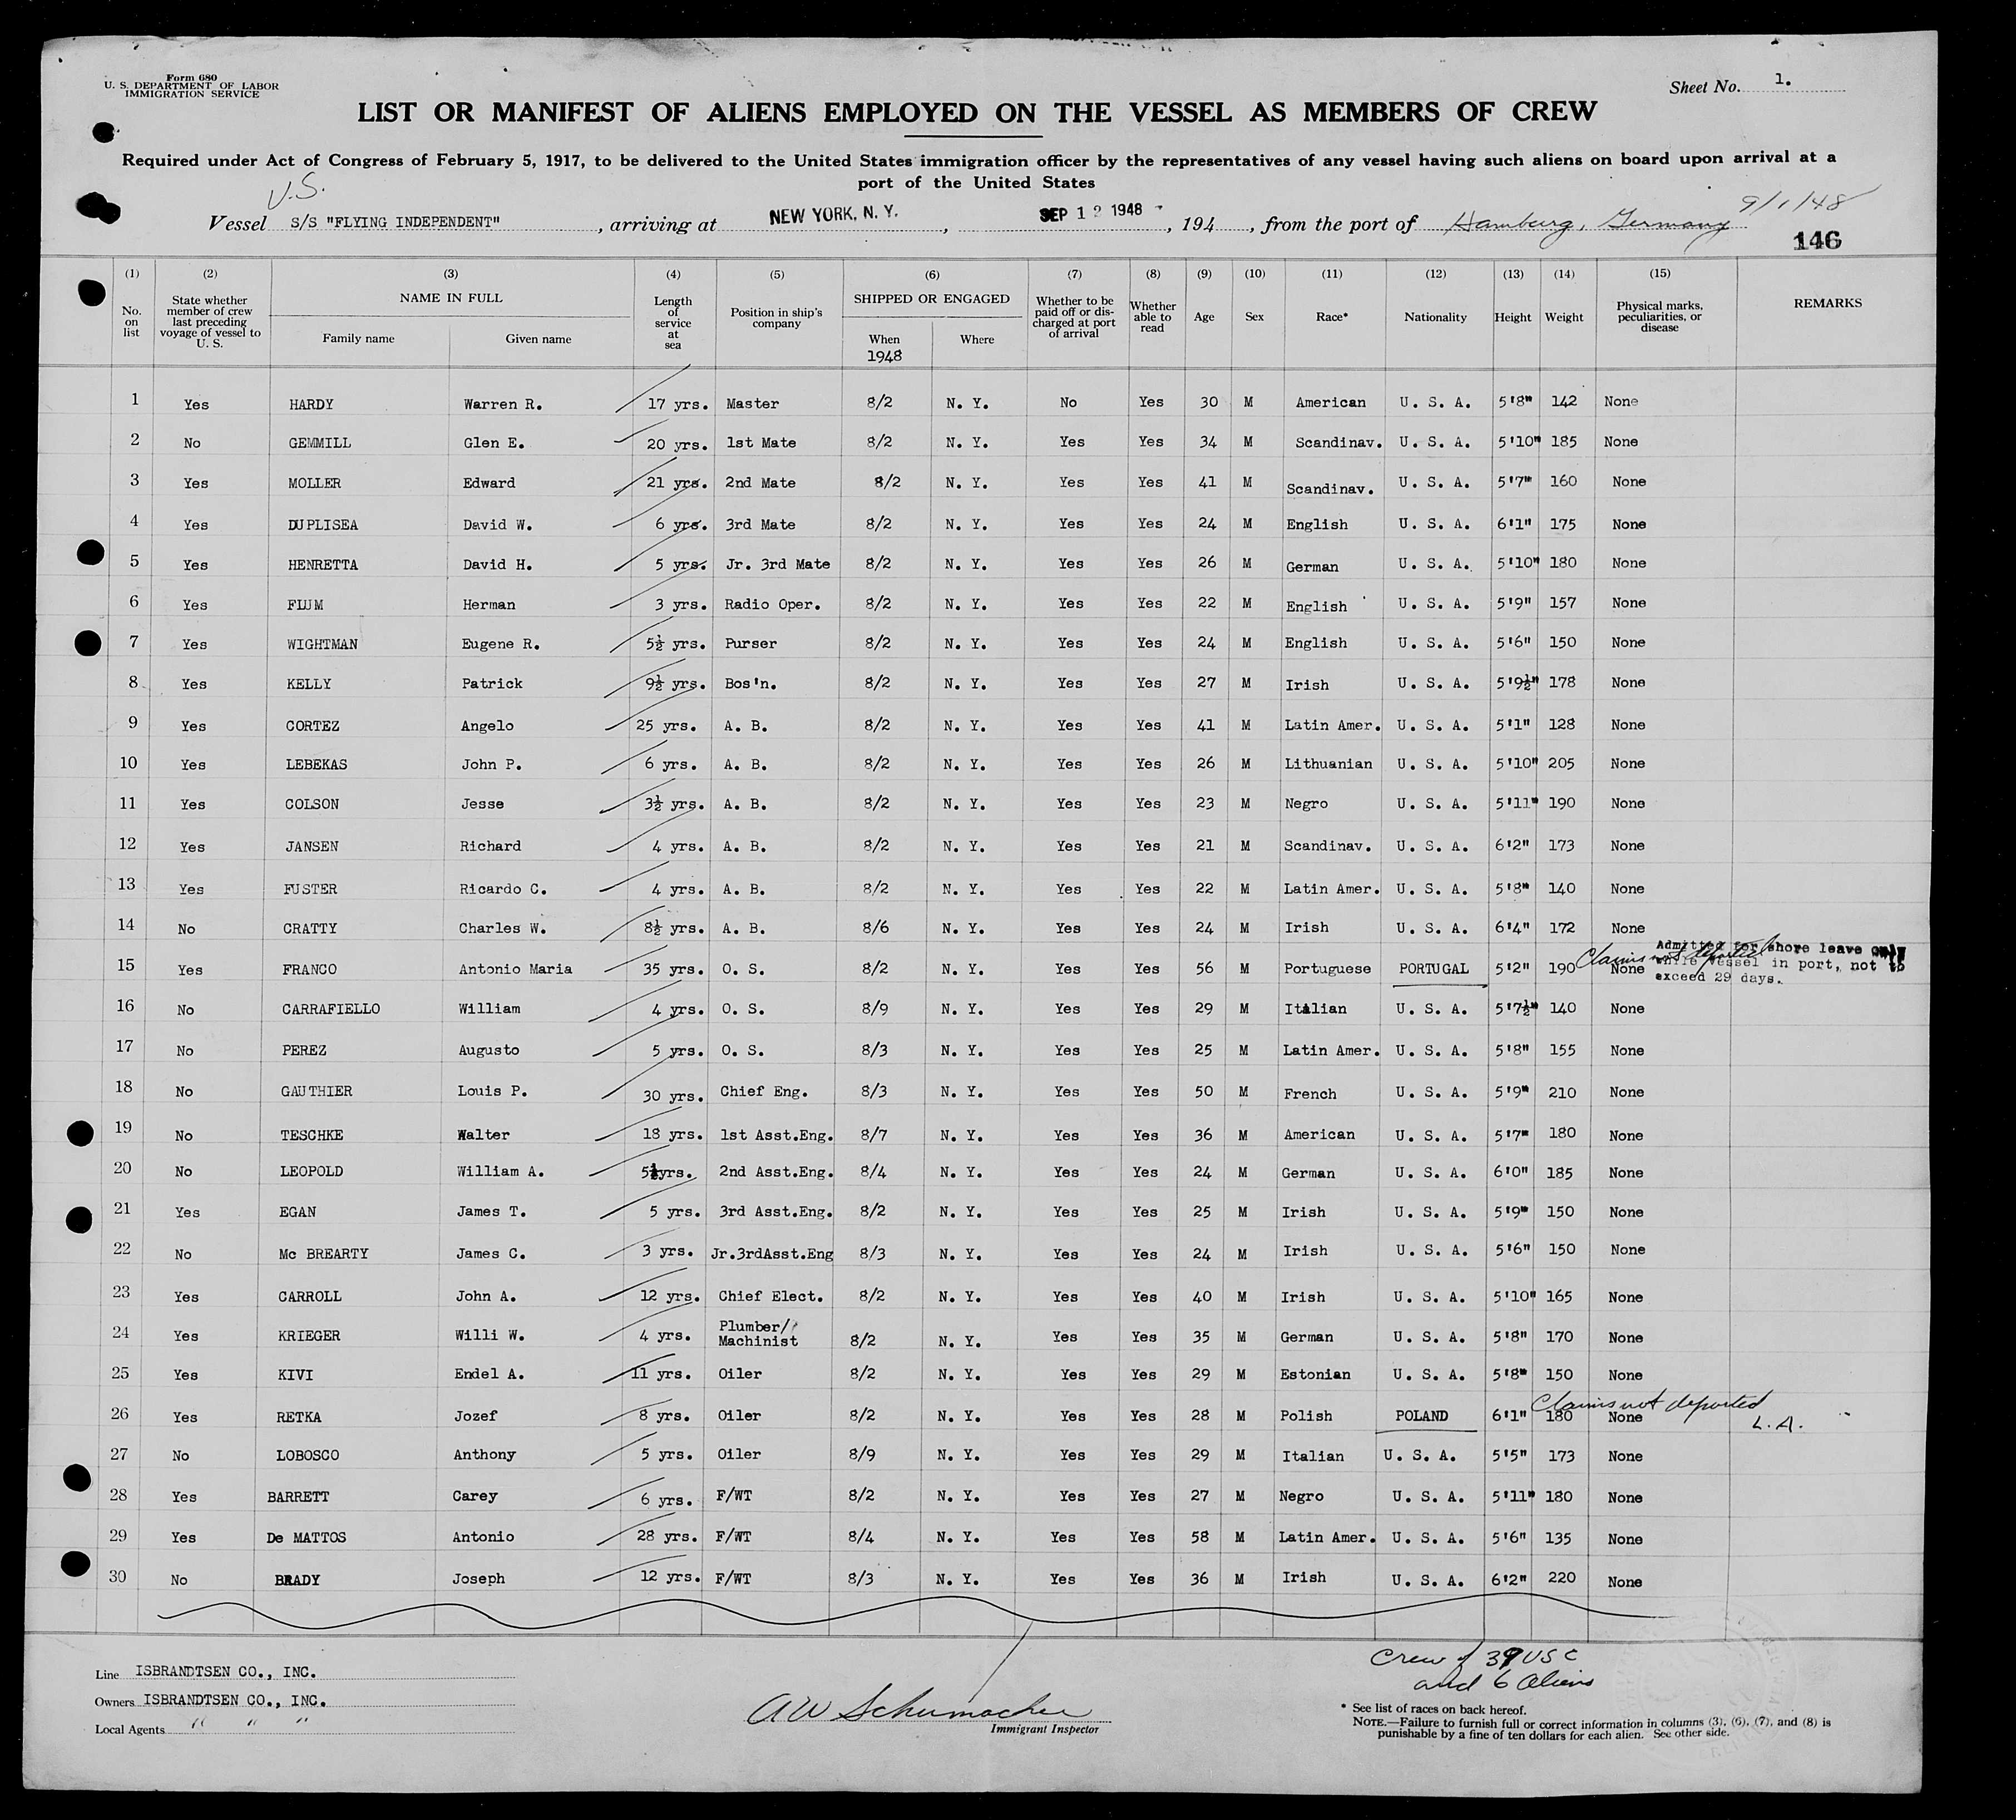 Form 680
U. S. DEPARTMENT OF LABOR
IMMIGRATION SERVICE
Sheet No. 1.
LIST OR MANIFEST OF ALIENS EMPLOYED ON THE VESSEL AS MEMBERS OF CREW
Required under Act of Congress of February 5, 1917, to be delivered to the United States immigration officer by the representatives of any vessel having such aliens on board upon arrival at a
port of the United States
U.S.
Vessel S/S "FLYING INDEPENDENT", arriving at NEW YORK, N. Y., SEP 12 1948, 194, from the port of Hamburg, Germany 9/1/48
146
(1) (2) (3) (4) (5) (6) (7) (8) (9) (10) (11) (12) (13) (14) (15)
No. on list State whether member of crew last preceding voyage of vessel to U. S. NAME IN FULL Family name Given name Length of service at sea Position in ship's company SHIPPED OR ENGAGED When 1948 Where Whether to be paid off or discharged at port of arrival Whether able to read Age Sex Race* Nationality Height Weight Physical marks, peculiarities, or disease REMARKS
1 Yes HARDY Warren R. 17 yrs. Master 8/2 N. Y. No Yes 30 M American U. S. A. 5'8" 142 None
2 No GEMMILL Glen E. 20 yrs. 1st Mate 8/2 N. Y. Yes Yes 34 M Scandinav. U. S. A. 5'10" 185 None
3 Yes MOLLER Edward 21 yrs. 2nd Mate 8/2 N. Y. Yes Yes 41 M Scandinav. U. S. A. 5'7" 160 None
4 Yes DUPLISEA David W. 6 yrs. 3rd Mate 8/2 N. Y. Yes Yes 24 M English U. S. A. 6'1" 175 None
5 Yes HENRETTA David H. 5 yrs. Jr. 3rd Mate 8/2 N. Y. Yes Yes 26 M German U. S. A. 5'10" 180 None
6 Yes FLUM Herman 3 yrs. Radio Oper. 8/2 N. Y. Yes Yes 22 M English U. S. A. 5'9" 157 None
7 Yes WIGHTMAN Eugene R. 5½ yrs. Purser 8/2 N. Y. Yes Yes 24 M English U. S. A. 5'6" 150 None
8 Yes KELLY Patrick 9½ yrs. Bos'n. 8/2 N. Y. Yes Yes 27 M Irish U. S. A. 5'9½" 178 None
9 Yes CORTEZ Angelo 25 yrs. A. B. 8/2 N. Y. Yes Yes 41 M Latin Amer. U. S. A. 5'1" 128 None
10 Yes LEBEKAS John P. 6 yrs. A. B. 8/2 N. Y. Yes Yes 26 M Lithuanian U. S. A. 5'10" 205 None
11 Yes COLSON Jesse 3½ yrs. A. B. 8/2 N. Y. Yes Yes 23 M Negro U. S. A. 5'11" 190 None
12 Yes JANSEN Richard 4 yrs. A. B. 8/2 N. Y. Yes Yes 21 M Scandinav. U. S. A. 6'2" 173 None
13 Yes FUSTER Ricardo C. 4 yrs. A. B. 8/2 N. Y. Yes Yes 22 M Latin Amer. U. S. A. 5'8" 140 None
14 No CRATTY Charles W. 8½ yrs. A. B. 8/6 N. Y. Yes Yes 24 M Irish U. S. A. 6'4" 172 None
15 Yes FRANCO Antonio Maria 35 yrs. O. S. 8/2 N. Y. Yes Yes 56 M Portuguese PORTUGAL 5'2" 190 None Claims not deported
Admitted for shore leave only
while vessel in port, not to
exceed 29 days.
16 No CARRAFIELLO William 4 yrs. O. S. 8/9 N. Y. Yes Yes 29 M Italian U. S. A. 5'7½" 140 None
17 No PEREZ Augusto 5 yrs. O. S. 8/3 N. Y. Yes Yes 25 M Latin Amer. U. S. A. 5'8" 155 None
18 No GAUTHIER Louis P. 30 yrs. Chief Eng. 8/3 N. Y. Yes Yes 50 M French U. S. A. 5'9" 210 None
19 No TESCHKE Walter 18 yrs. 1st Asst.Eng. 8/7 N. Y. Yes Yes 36 M American U. S. A. 5'7" 180 None
20 No LEOPOLD William A. 5½yrs. 2nd Asst.Eng. 8/4 N. Y. Yes Yes 24 M German U. S. A. 6'0" 185 None
21 Yes EGAN James T. 5 yrs. 3rd Asst.Eng. 8/2 N. Y. Yes Yes 25 M Irish U. S. A. 5'9" 150 None
22 No Mc BREARTY James C. 3 yrs. Jr.3rdAsst.Eng 8/3 N. Y. Yes Yes 24 M Irish U. S. A. 5'6" 150 None
23 Yes CARROLL John A. 12 yrs. Chief Elect. 8/2 N. Y. Yes Yes 40 M Irish U. S. A. 5'10" 165 None
24 Yes KRIEGER Willi W. 4 yrs. Plumber/ Machinist 8/2 N. Y. Yes Yes 35 M German U. S. A. 5'8" 170 None
25 Yes KIVI Endel A. 11 yrs. Oiler 8/2 N. Y. Yes Yes 29 M Estonian U. S. A. 5'8" 150 None
26 Yes RETKA Jozef 8 yrs. Oiler 8/2 N. Y. Yes Yes 28 M Polish POLAND 6'1" 180 None Claims not deported L.A.
27 No LOBOSCO Anthony 5 yrs. Oiler 8/9 N. Y. Yes Yes 29 M Italian U. S. A. 5'5" 173 None
28 Yes BARRETT Carey 6 yrs. F/WT 8/2 N. Y. Yes Yes 27 M Negro U. S. A. 5'11" 180 None
29 Yes De MATTOS Antonio 28 yrs. F/WT 8/4 N. Y. Yes Yes 58 M Latin Amer. U. S. A. 5'6" 135 None
30 No BRADY Joseph 12 yrs. F/WT 8/3 N. Y. Yes Yes 36 M Irish U. S. A. 6'2" 220 None
Crew of 39 USC
and 6 Aliens
Line ISBRANDTSEN CO., INC.
Owners ISBRANDTSEN CO., INC.
Local Agents " " "
AW Schumacher
Immigrant Inspector
* See list of races on back hereof.
NOTE.—Failure to furnish full or correct information in columns (3), (6), (7), and (8) is
punishable by a fine of ten dollars for each alien. See other side.